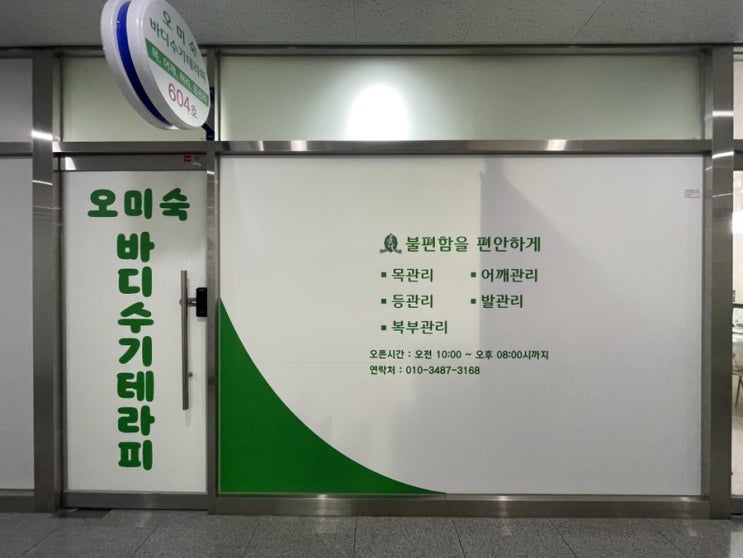 오미숙
바디수기테라피
604호
오미숙
바디수기테라피
불편함을 편안하게
▪ 목관리 ▪ 어깨관리
▪ 등관리 ▪ 발관리
▪ 복부관리
오픈시간 : 오전 10:00 ~ 오후 08:00시까지
연락처 : 010-3487-3168